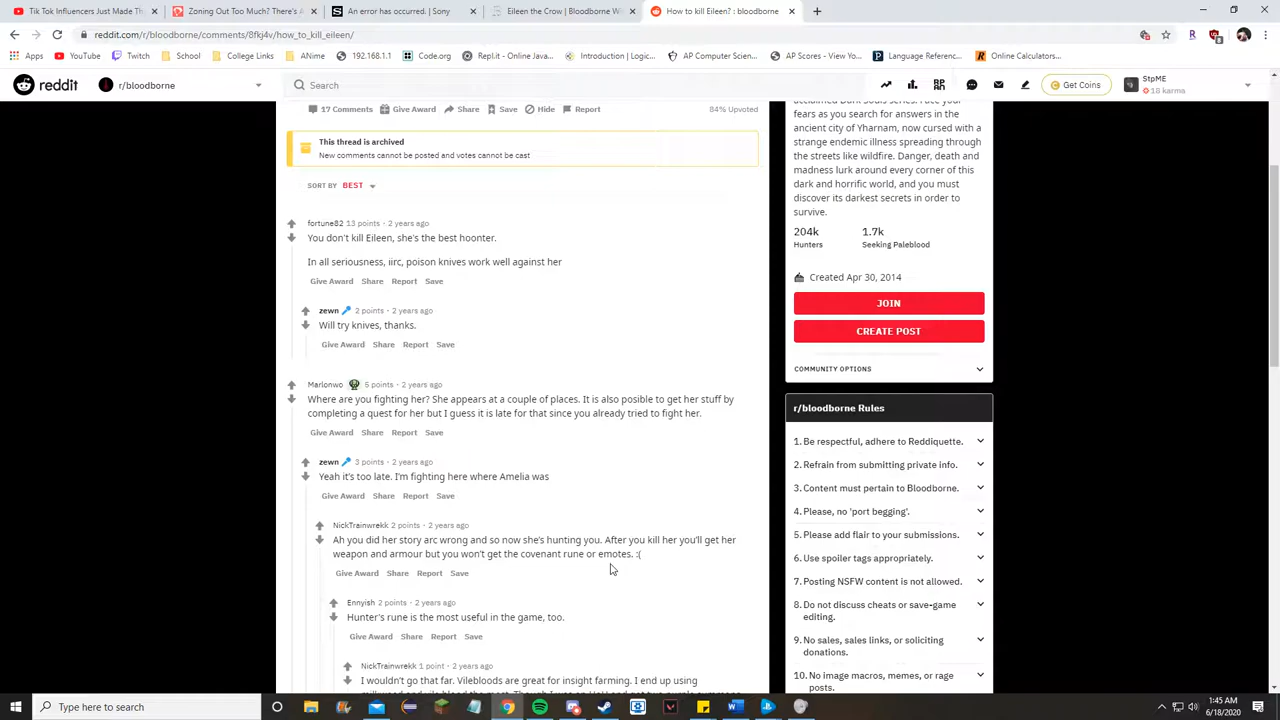 Tik Tok Influencers Just Made Th
Zoning Out Too Much? There's A
An error has occurred. | Sony
Eileen the Crow | Bloodborne Wi
How to kill Eileen? : bloodborne
reddit.com/r/bloodborne/comments/8fkj4v/how_to_kill_eileen/
Apps YouTube Twitch School College Links ANime 192.168.1.1 Code.org Repl.it - Dev Introduction | Logic... AP Computer Scien... AP Scores - View Yo... Language Referenc... Online Calculators...
reddit r/bloodborne Search Get Coins StpME
18 karma
17 Comments Give Award Share Save Hide Report 84% Upvoted
This thread is archived
New comments cannot be posted and votes cannot be cast
SORT BY BEST
fortune82 13 points · 2 years ago
You don't kill Eileen, she's the best hoonter.
In all seriousness, iirc, poison knives work well against her
Give Award Share Report Save
zewn 2 points · 2 years ago
Will try knives, thanks.
Give Award Share Report Save
Marlonwo 5 points · 2 years ago
Where are you fighting her? She appears at a couple of places. It is also posible to get her stuff by
completing a quest for her but I guess it is late for that since you already tried to fight her.
Give Award Share Report Save
zewn 3 points · 2 years ago
Yeah it's too late. I'm fighting here where Amelia was
Give Award Share Report Save
NickTrainwrekk 2 points · 2 years ago
Ah you did her story arc wrong and so now she's hunting you. After you kill her you'll get her
weapon and armour but you won't get the covenant rune or emotes. :(
Give Award Share Report Save
Ennyish 2 points · 2 years ago
Hunter's rune is the most useful in the game, too.
Give Award Share Report Save
NickTrainwrekk 1 point · 2 years ago
I wouldn't go that far. Vilebloods are great for insight farming. I end up using
acclaimed Dark Souls series. Face your
fears as you search for answers in the
ancient city of Yharnam, now cursed with a
strange endemic illness spreading through
the streets like wildfire. Danger, death and
madness lurk around every corner of this
dark and horrific world, and you must
discover its darkest secrets in order to
survive.
204k 1.7k
Hunters Seeking Paleblood
Created Apr 30, 2014
JOIN
CREATE POST
COMMUNITY OPTIONS
r/bloodborne Rules
1. Be respectful, adhere to Reddiquette.
2. Refrain from submitting private info.
3. Content must pertain to Bloodborne.
4. Please, no 'port begging'.
5. Please add flair to your submissions.
6. Use spoiler tags appropriately.
7. Posting NSFW content is not allowed.
8. Do not discuss cheats or save-game
editing.
9. No sales, sales links, or soliciting
donations.
10. No image macros, memes, or rage
posts.
Type here to search
1:45 AM
6/18/2020